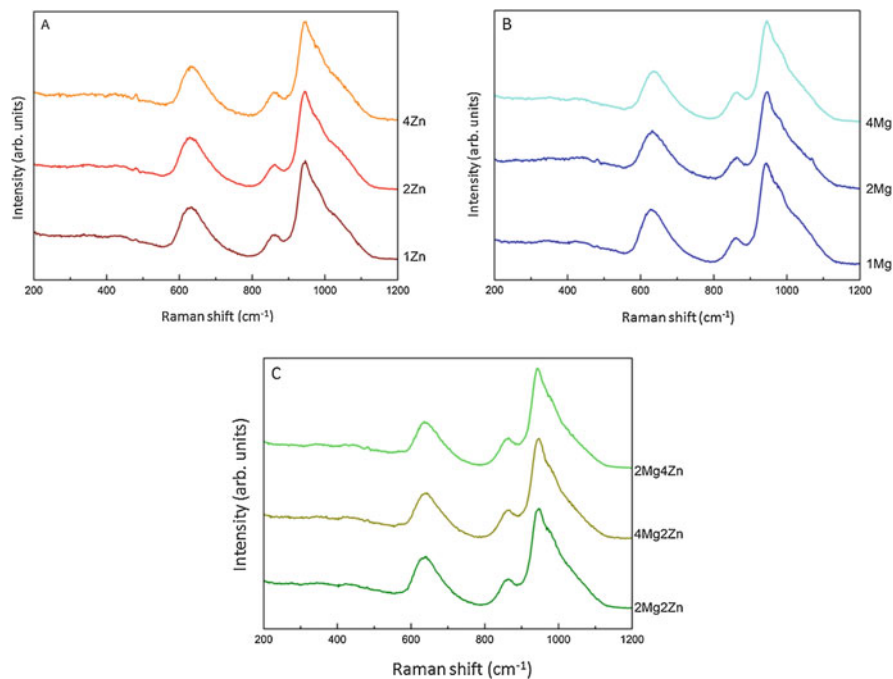 A
4Zn
2Zn
1Zn
Intensity (arb. units)
200 400 600 800 1000 1200
Raman shift (cm-1)
B
4Mg
2Mg
1Mg
Intensity (arb. units)
200 400 600 800 1000 1200
Raman shift (cm-1)
C
2Mg4Zn
4Mg2Zn
2Mg2Zn
Intensity (arb. units)
200 400 600 800 1000 1200
Raman shift (cm-1)